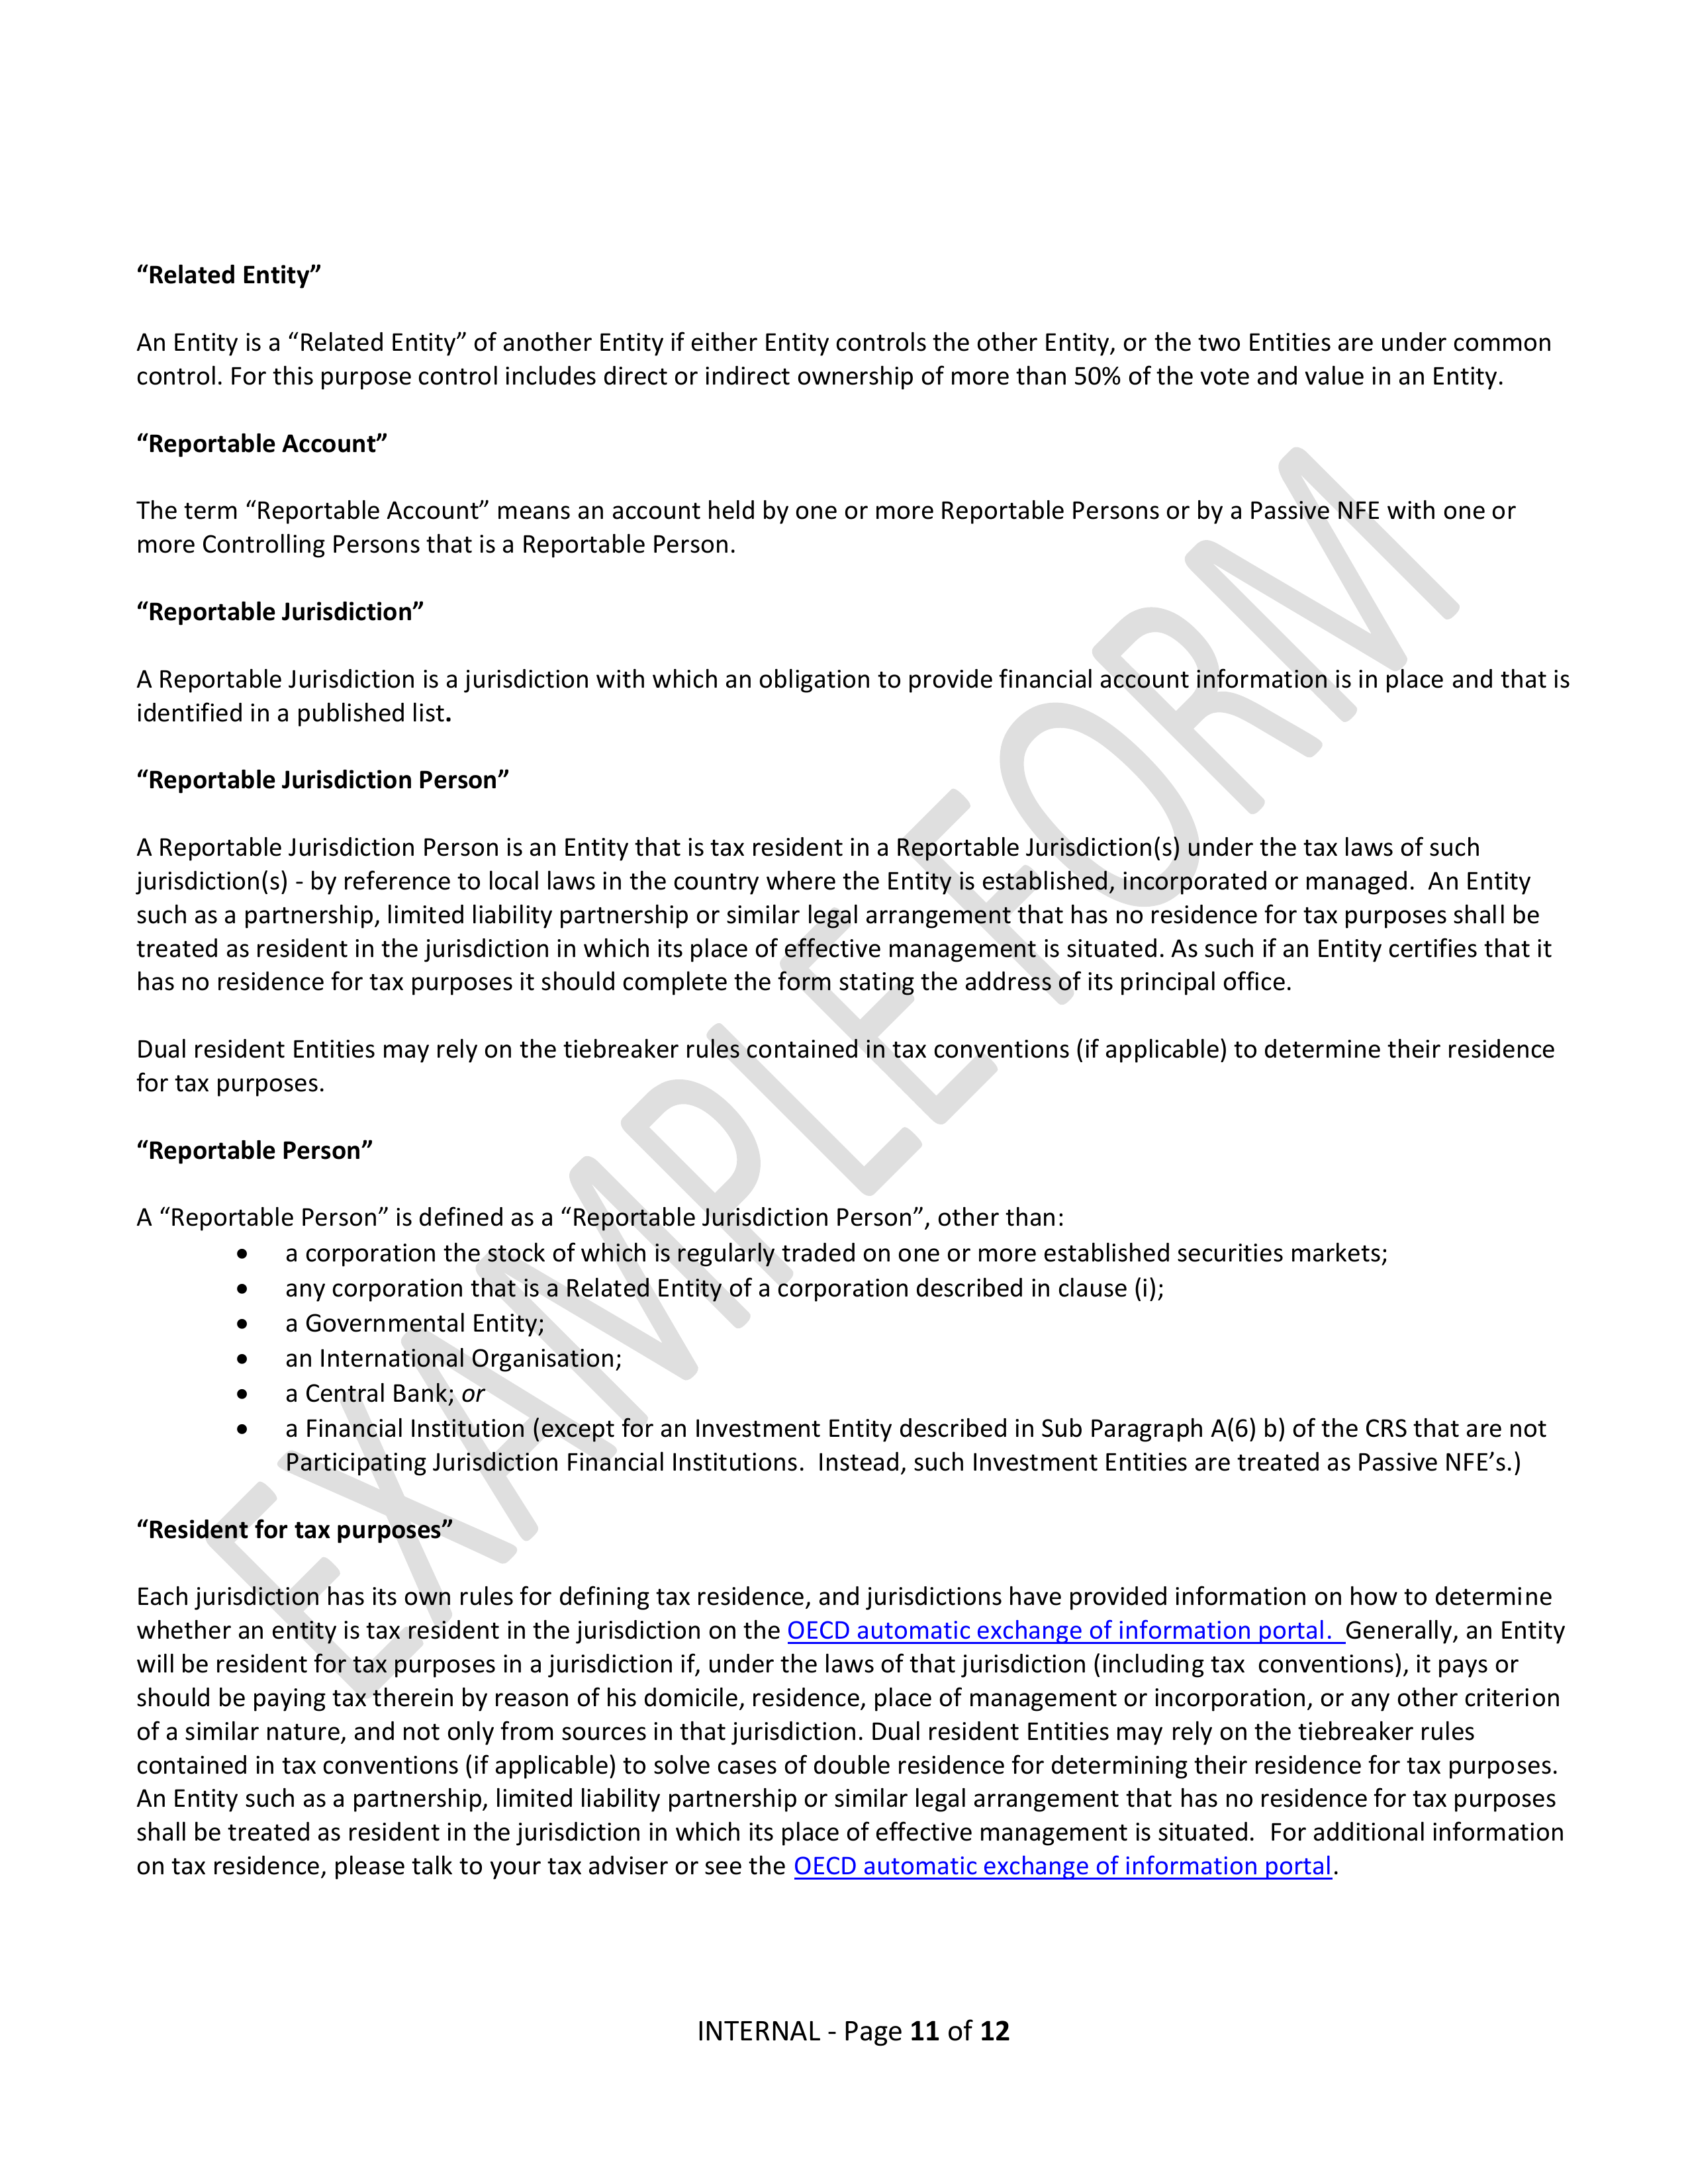 “Related Entity”
An Entity is a “Related Entity” of another Entity if either Entity controls the other Entity, or the two Entities are under common
control. For this purpose control includes direct or indirect ownership of more than 50% of the vote and value in an Entity.
“Reportable Account”
The term “Reportable Account” means an account held by one or more Reportable Persons or by a Passive NFE with one or
more Controlling Persons that is a Reportable Person.
“Reportable Jurisdiction”
A Reportable Jurisdiction is a jurisdiction with which an obligation to provide financial account information is in place and that is
identified in a published list.
“Reportable Jurisdiction Person”
A Reportable Jurisdiction Person is an Entity that is tax resident in a Reportable Jurisdiction(s) under the tax laws of such
jurisdiction(s) - by reference to local laws in the country where the Entity is established, incorporated or managed.  An Entity
such as a partnership, limited liability partnership or similar legal arrangement that has no residence for tax purposes shall be
treated as resident in the jurisdiction in which its place of effective management is situated. As such if an Entity certifies that it
has no residence for tax purposes it should complete the form stating the address of its principal office.
Dual resident Entities may rely on the tiebreaker rules contained in tax conventions (if applicable) to determine their residence
for tax purposes.
“Reportable Person”
A “Reportable Person” is defined as a “Reportable Jurisdiction Person”, other than:
• a corporation the stock of which is regularly traded on one or more established securities markets;
• any corporation that is a Related Entity of a corporation described in clause (i);
• a Governmental Entity;
• an International Organisation;
• a Central Bank; or
• a Financial Institution (except for an Investment Entity described in Sub Paragraph A(6) b) of the CRS that are not
Participating Jurisdiction Financial Institutions.  Instead, such Investment Entities are treated as Passive NFE’s.)
“Resident for tax purposes”
Each jurisdiction has its own rules for defining tax residence, and jurisdictions have provided information on how to determine
whether an entity is tax resident in the jurisdiction on the OECD automatic exchange of information portal.  Generally, an Entity
will be resident for tax purposes in a jurisdiction if, under the laws of that jurisdiction (including tax  conventions), it pays or
should be paying tax therein by reason of his domicile, residence, place of management or incorporation, or any other criterion
of a similar nature, and not only from sources in that jurisdiction. Dual resident Entities may rely on the tiebreaker rules
contained in tax conventions (if applicable) to solve cases of double residence for determining their residence for tax purposes.
An Entity such as a partnership, limited liability partnership or similar legal arrangement that has no residence for tax purposes
shall be treated as resident in the jurisdiction in which its place of effective management is situated.  For additional information
on tax residence, please talk to your tax adviser or see the OECD automatic exchange of information portal.
EXAMPLE FORM
INTERNAL - Page 11 of 12